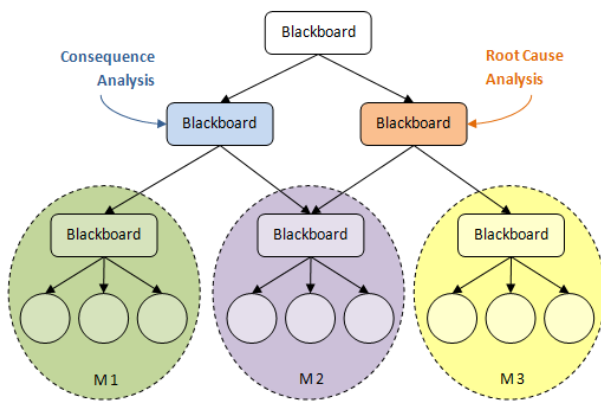 Blackboard
Consequence
Analysis
Root Cause
Analysis
Blackboard
Blackboard
Blackboard
Blackboard
Blackboard
M 1
M 2
M 3